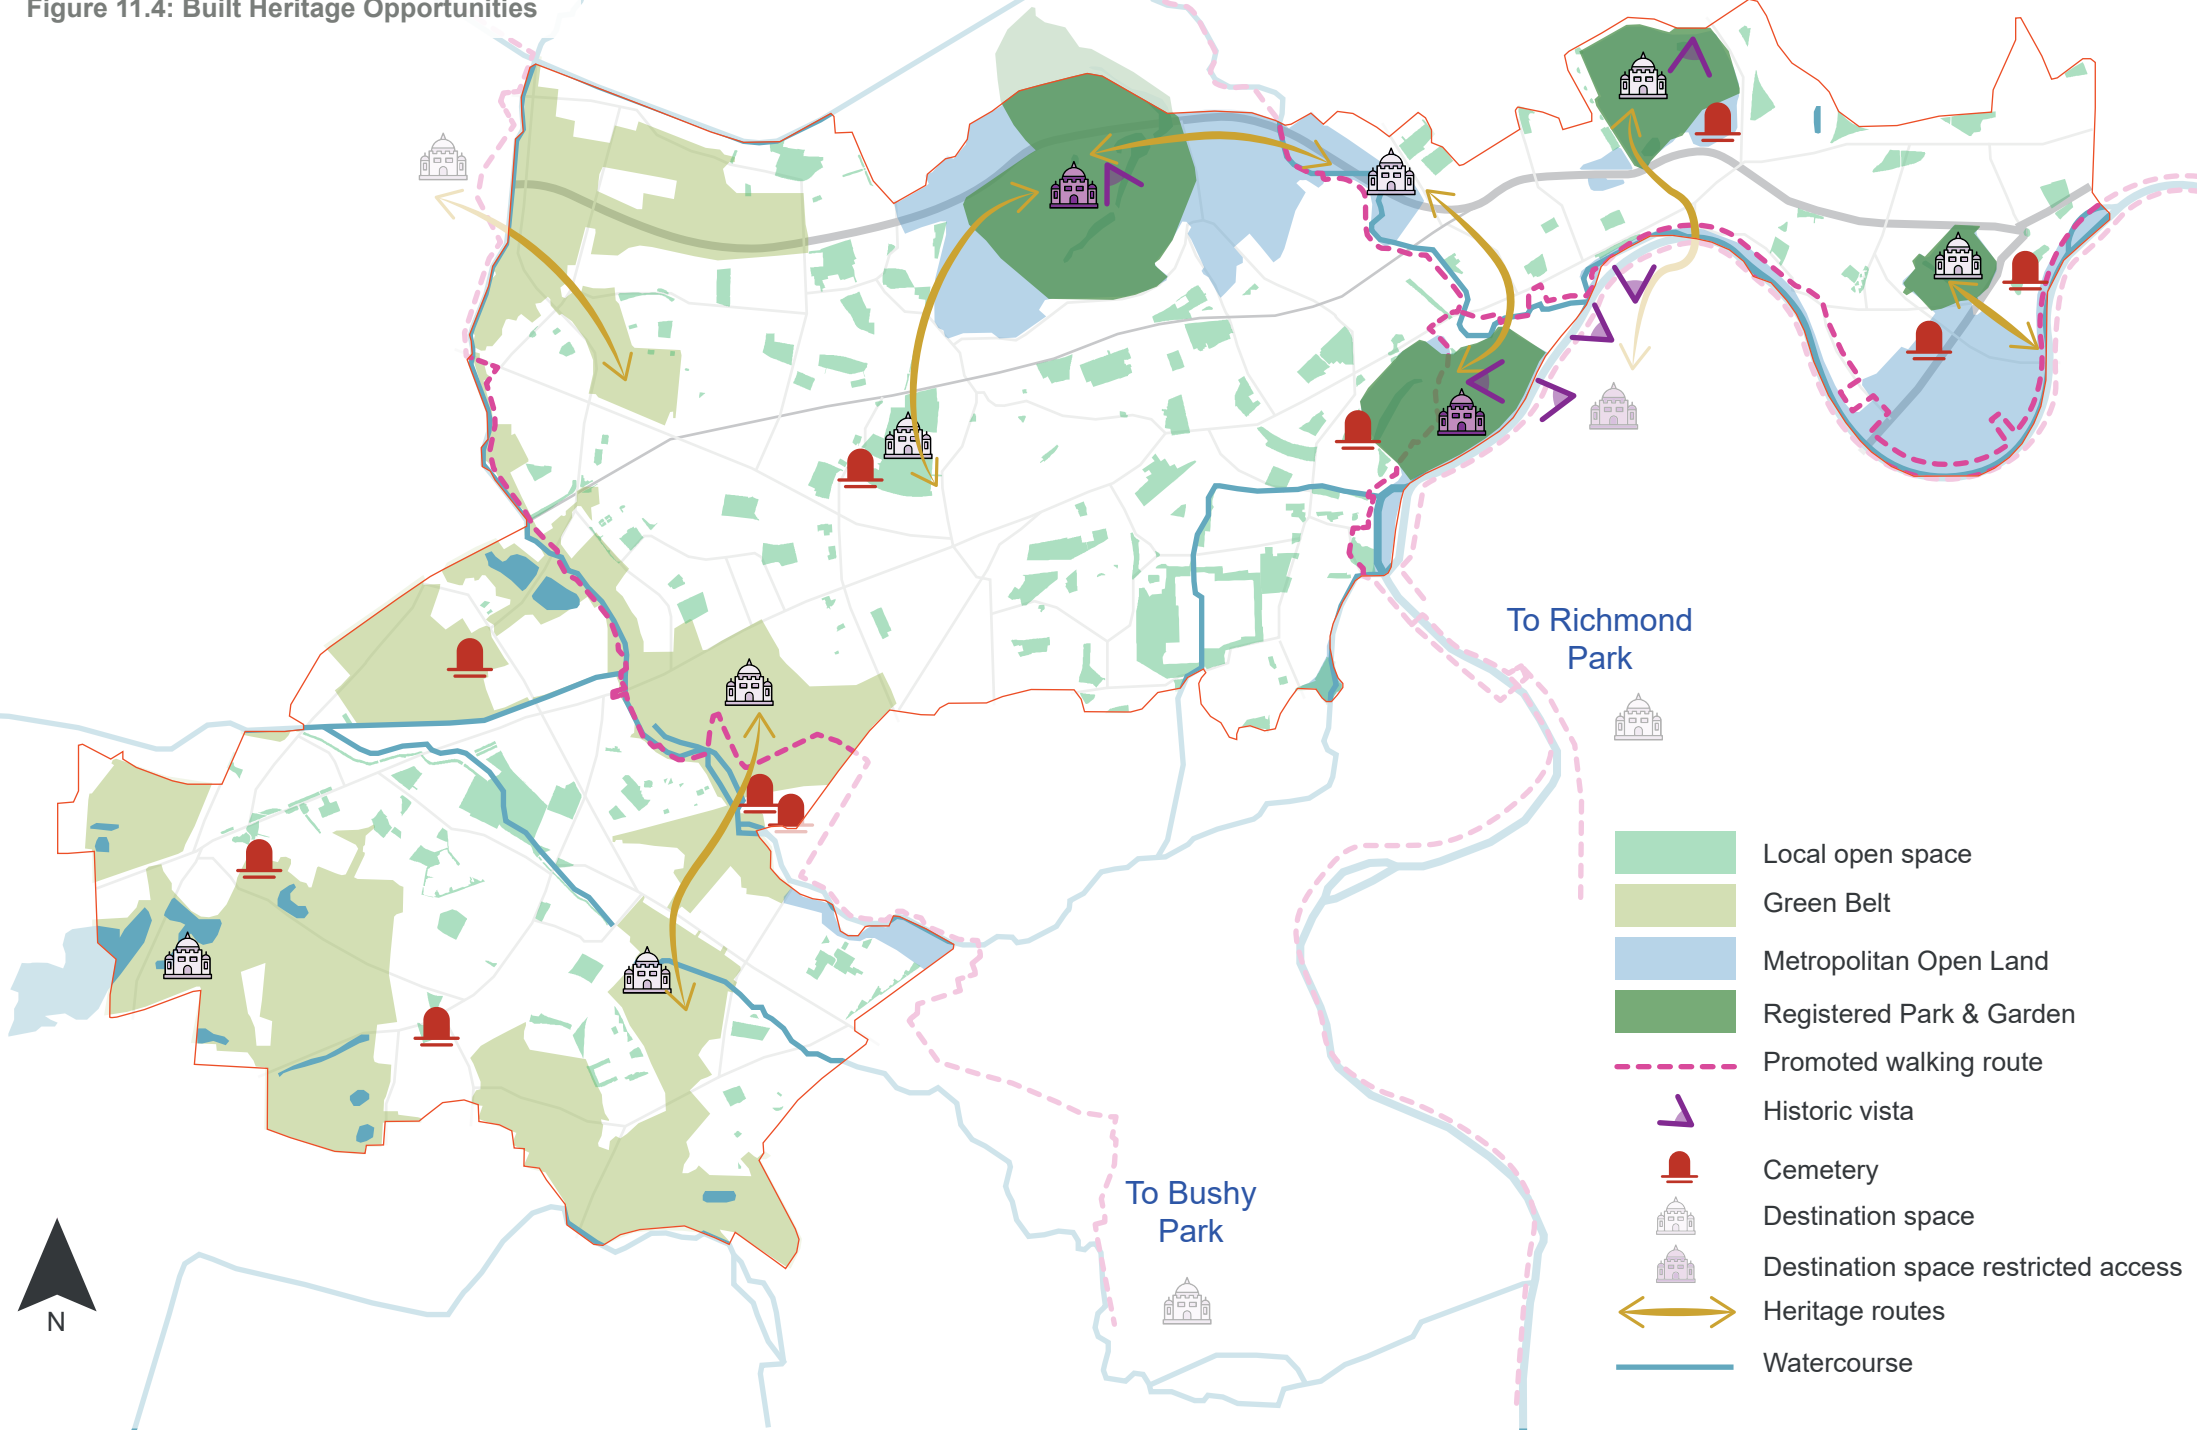 Figure 11.4: Built Heritage Opportunities
To Richmond
Park
Local open space
Green Belt
Metropolitan Open Land
Registered Park & Garden
Promoted walking route
Historic vista
Cemetery
Destination space
Destination space restricted access
Heritage routes
Watercourse
To Bushy
Park
N